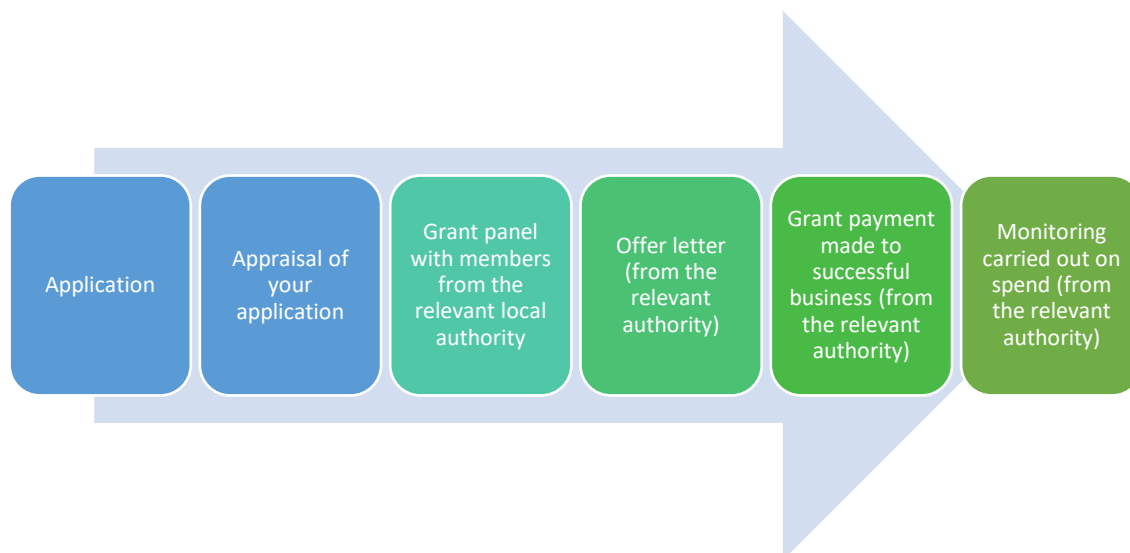 Application
Appraisal of
your
application
Grant panel
with members
from the
relevant local
authority
Offer letter
(from the
relevant
authority)
Grant payment
made to
successful
business (from
the relevant
authority)
Monitoring
carried out on
spend (from
the relevant
authority)